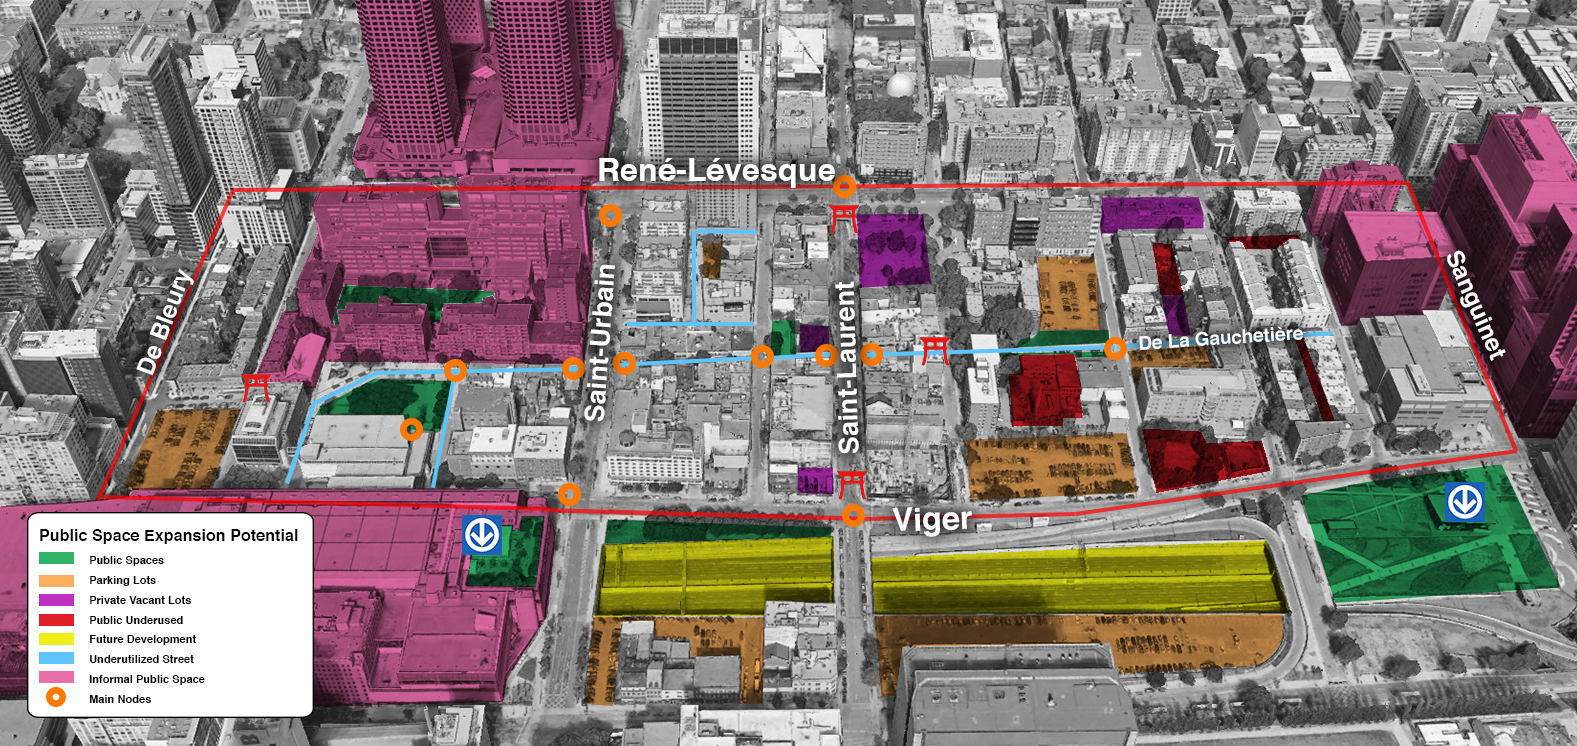 René-Lévesque
De Bleury
Saint-Urbain
Saint-Laurent
Sanguinet
De La Gauchetière
Viger
Public Space Expansion Potential
Public Spaces
Parking Lots
Private Vacant Lots
Public Underused
Future Development
Underutilized Street
Informal Public Space
Main Nodes